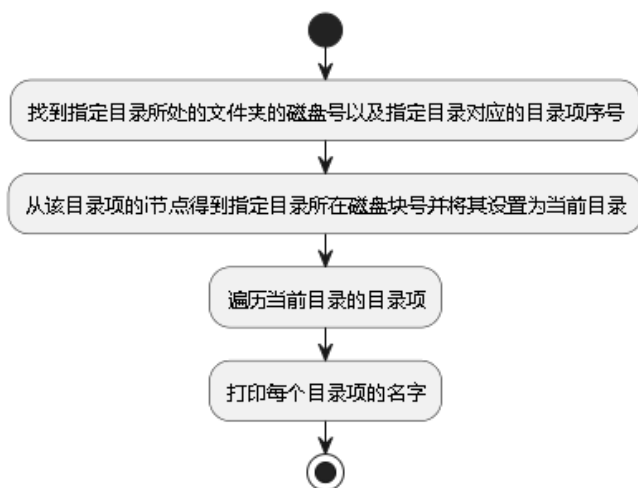 找到指定目录所处的文件夹的磁盘号以及指定目录对应的目录项序号
从该目录项的i节点得到指定目录所在磁盘块号并将其设置为当前目录
遍历当前目录的目录项
打印每个目录项的名字